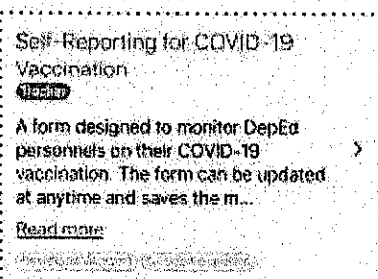 Self-Reporting for COVID-19
Vaccination
A form designed to monitor DepEd
personnels on their COVID-19
vaccination. The form can be updated
at anytime and saves the m...
Read more